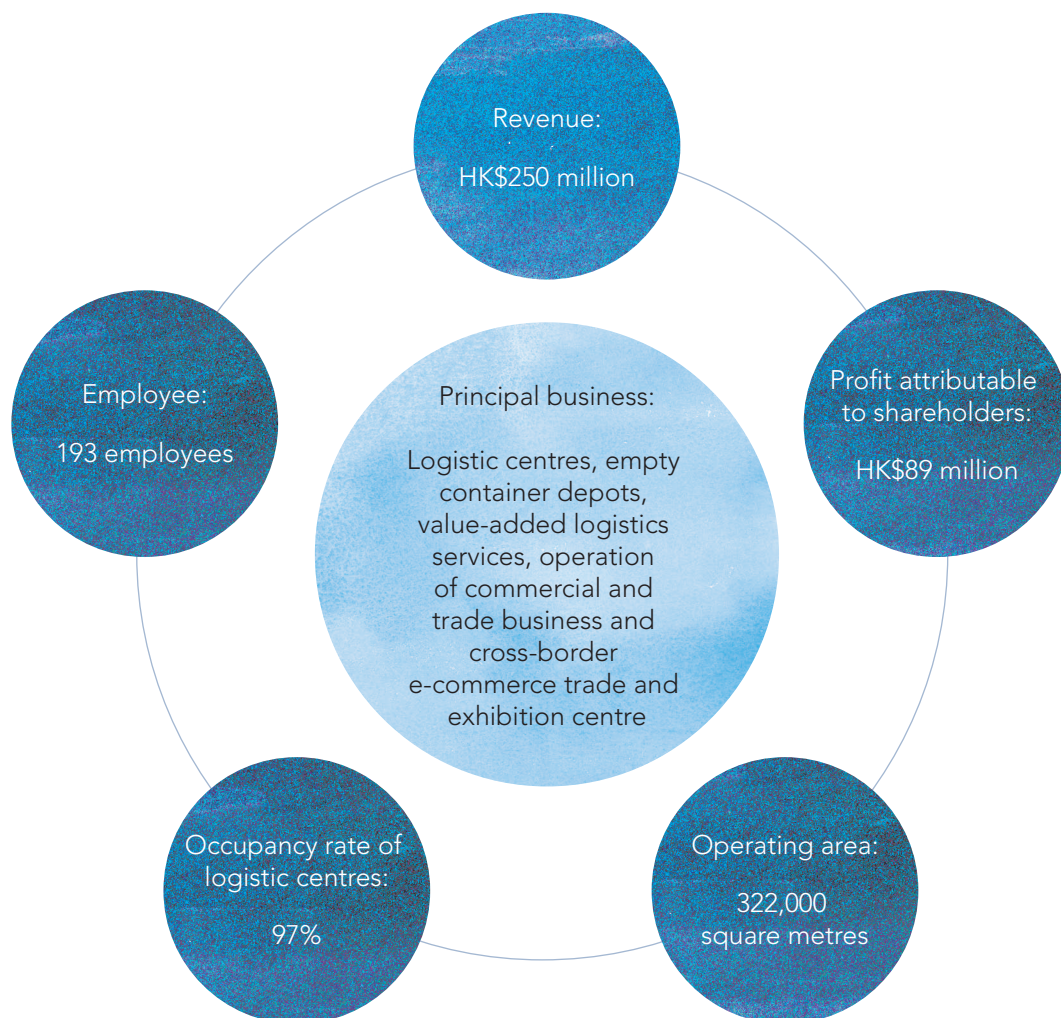 Revenue:
HK$250 million
Employee:
193 employees
Principal business:
Logistic centres, empty
container depots,
value-added logistics
services, operation
of commercial and
trade business and
cross-border
e-commerce trade and
exhibition centre
Profit attributable
to shareholders:
HK$89 million
Occupancy rate of
logistic centres:
97%
Operating area:
322,000
square metres